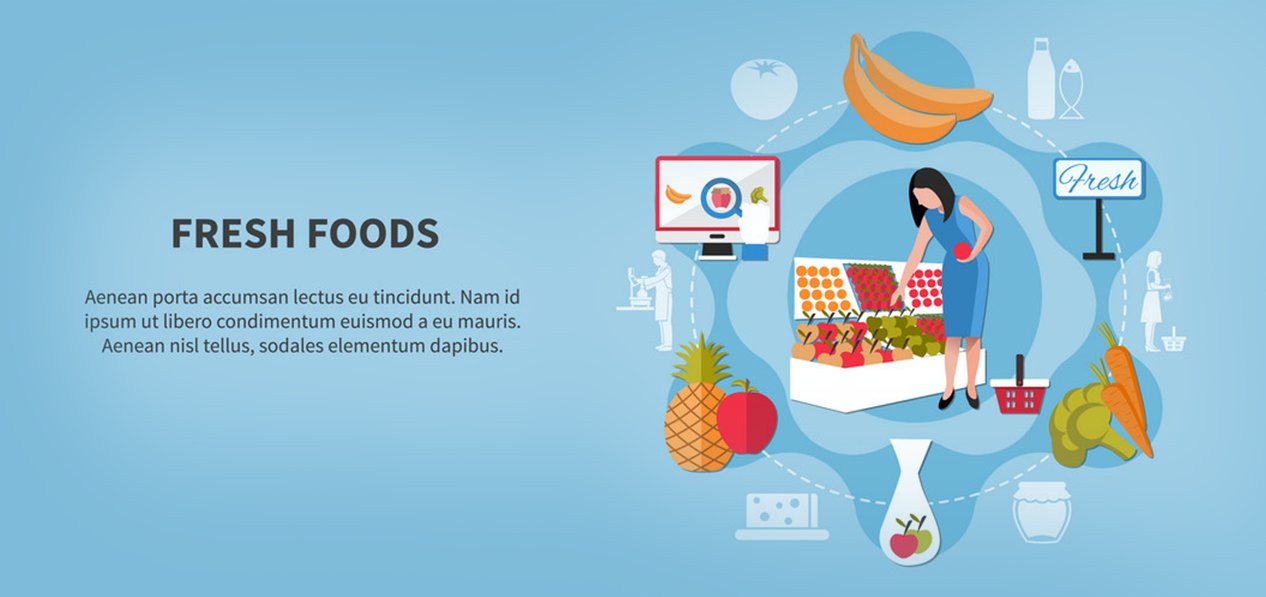 FRESH FOODS
Aenean porta accumsan lectus eu tincidunt. Nam id
ipsum ut libero condimentum euismod a eu mauris.
Aenean nisl tellus, sodales elementum dapibus.
Fresh